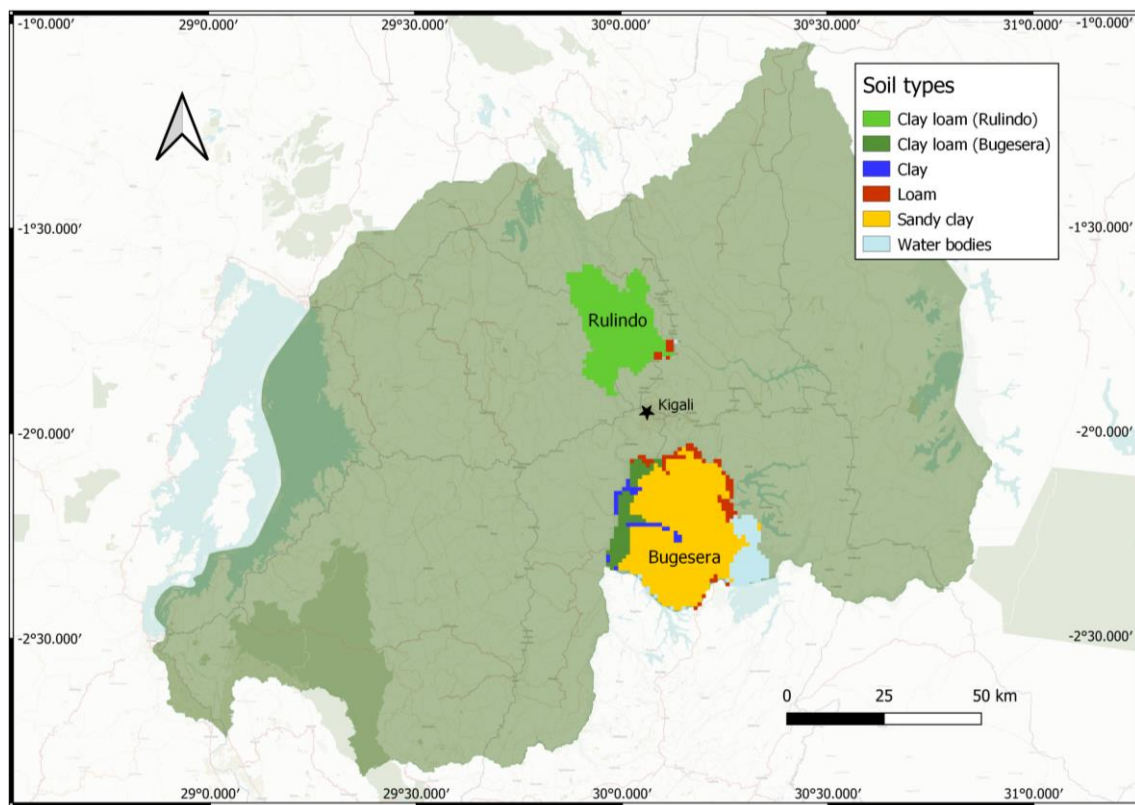 29°0.000′ 29°30.000′ 30°0.000′ 30°30.000′ 31°0.000′
-1°0.000′ -1°0.000′
Soil types
Clay loam (Rulindo)
Clay loam (Bugesera)
Clay
Loam
Sandy clay
Water bodies
-1°30.000′ -1°30.000′
Rulindo
Kigali
-2°0.000′ -2°0.000′
Bugesera
-2°30.000′ -2°30.000′
0 25 50 km
29°0.000′ 29°30.000′ 30°0.000′ 30°30.000′ 31°0.000′